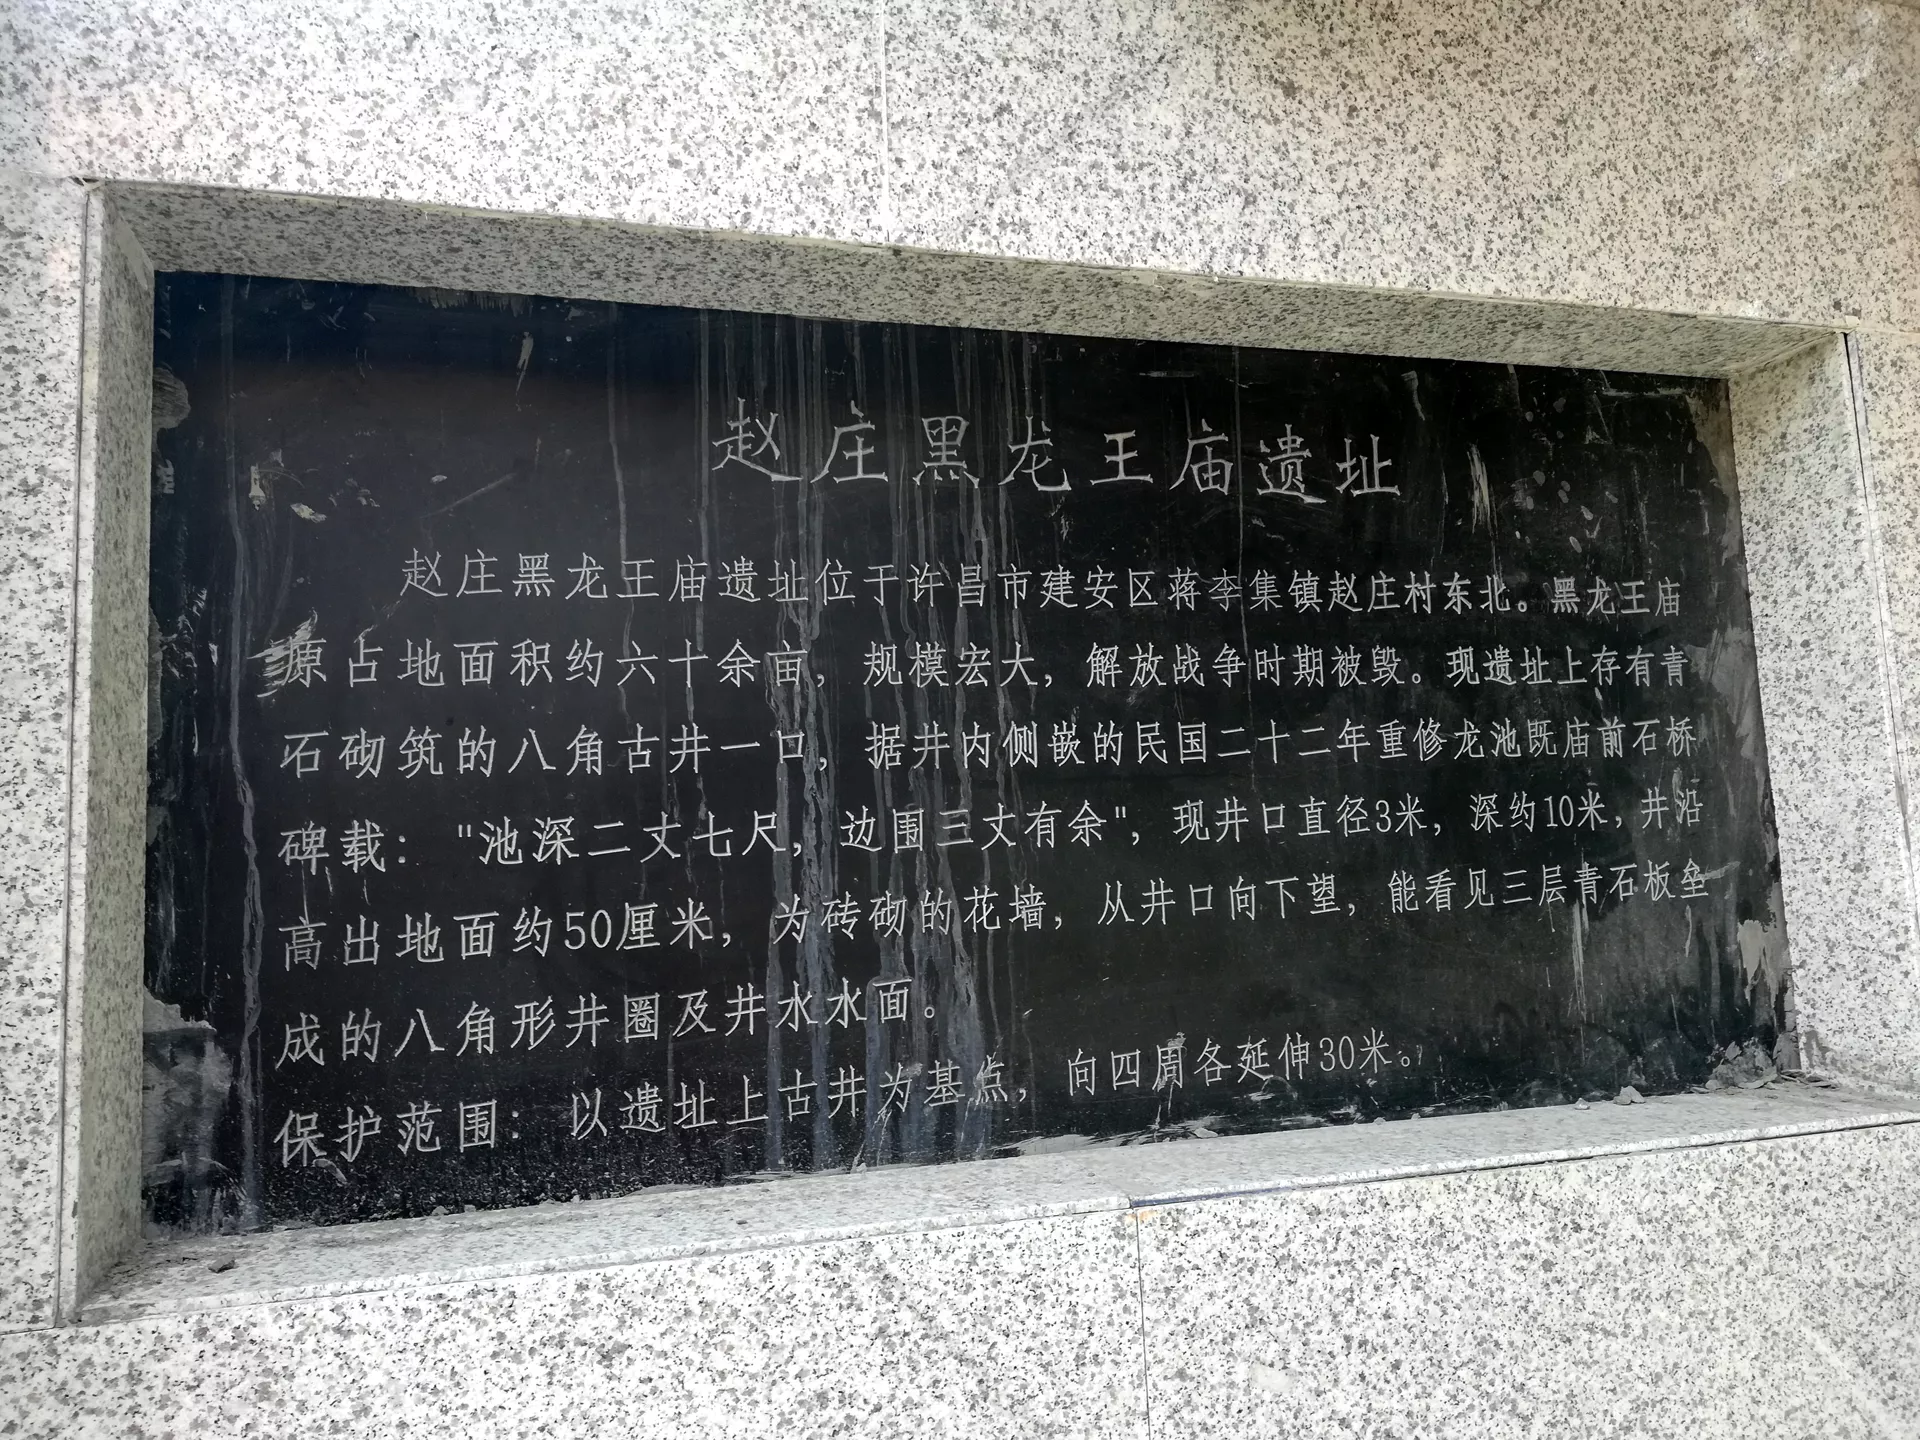 赵庄黑龙王庙遗址
赵庄黑龙王庙遗址位于许昌市建安区蒋李集镇赵庄村东北。黑龙王庙
原占地面积约六十余亩，规模宏大，解放战争时期被毁。现遗址上存有青
石砌筑的八角古井一口，据井内侧嵌的民国二十二年重修龙池既庙前石桥
碑载："池深二丈七尺，边围三丈有余"，现井口直径3米，深约10米，井沿
高出地面约50厘米，为砖砌的花墙，从井口向下望，能看见三层青石板垒
成的八角形井圈及井水水面。
保护范围：以遗址上古井为基点，向四周各延伸30米。